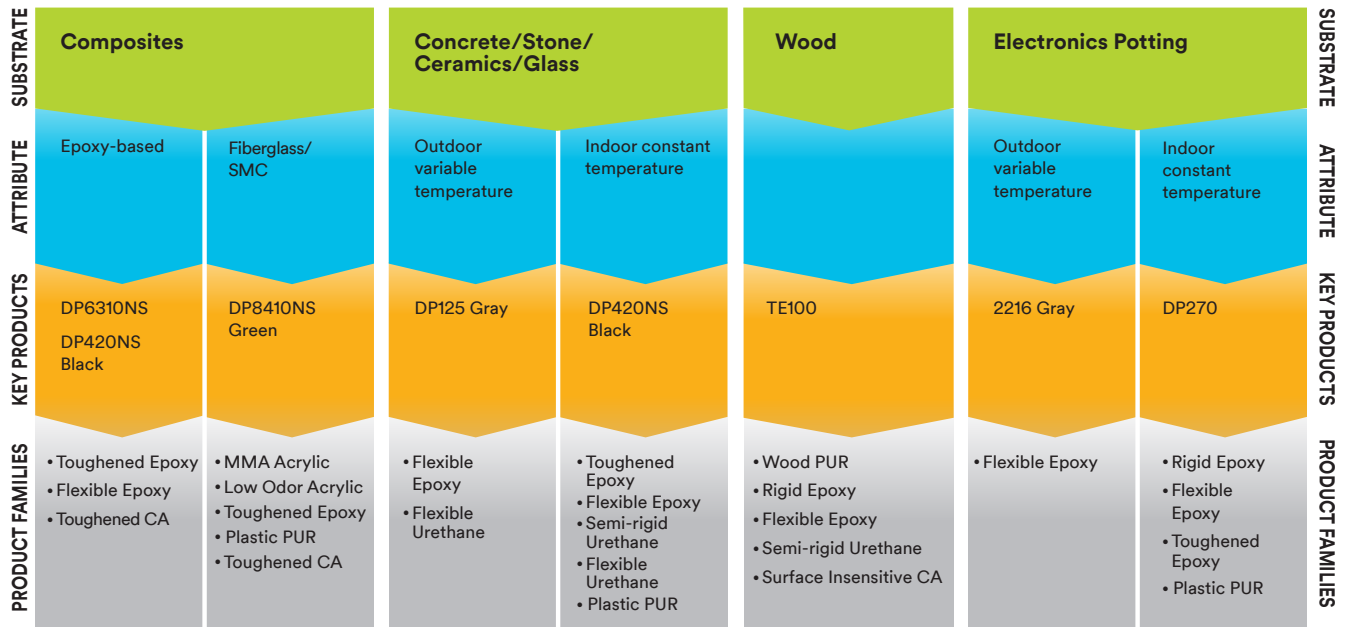 SUBSTRATE
Composites
Concrete/Stone/
Ceramics/Glass
Wood
Electronics Potting
SUBSTRATE
ATTRIBUTE
Epoxy-based
Fiberglass/
SMC
Outdoor
variable
temperature
Indoor constant
temperature
Outdoor
variable
temperature
Indoor
constant
temperature
ATTRIBUTE
KEY PRODUCTS
DP6310NS
DP420NS
Black
DP8410NS
Green
DP125 Gray
DP420NS
Black
TE100
2216 Gray
DP270
KEY PRODUCTS
PRODUCT FAMILIES
• Toughened Epoxy
• Flexible Epoxy
• Toughened CA
• MMA Acrylic
• Low Odor Acrylic
• Toughened Epoxy
• Plastic PUR
• Toughened CA
• Flexible
Epoxy
• Flexible
Urethane
• Toughened
Epoxy
• Flexible Epoxy
• Semi-rigid
Urethane
• Flexible
Urethane
• Plastic PUR
• Wood PUR
• Rigid Epoxy
• Flexible Epoxy
• Semi-rigid Urethane
• Surface Insensitive CA
• Flexible Epoxy
• Rigid Epoxy
• Flexible
Epoxy
• Toughened
Epoxy
• Plastic PUR
PRODUCT FAMILIES